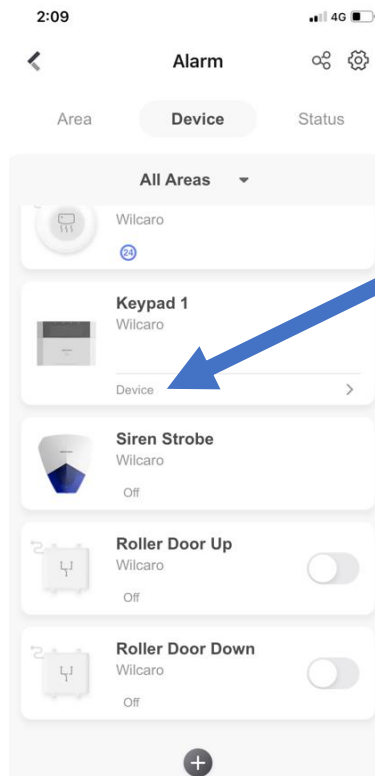 2:09
4G
Alarm
Area
Device
Status
All Areas
Wilcaro
24
Keypad 1
Wilcaro
Device
Siren Strobe
Wilcaro
Off
Roller Door Up
Wilcaro
Off
Roller Door Down
Wilcaro
Off